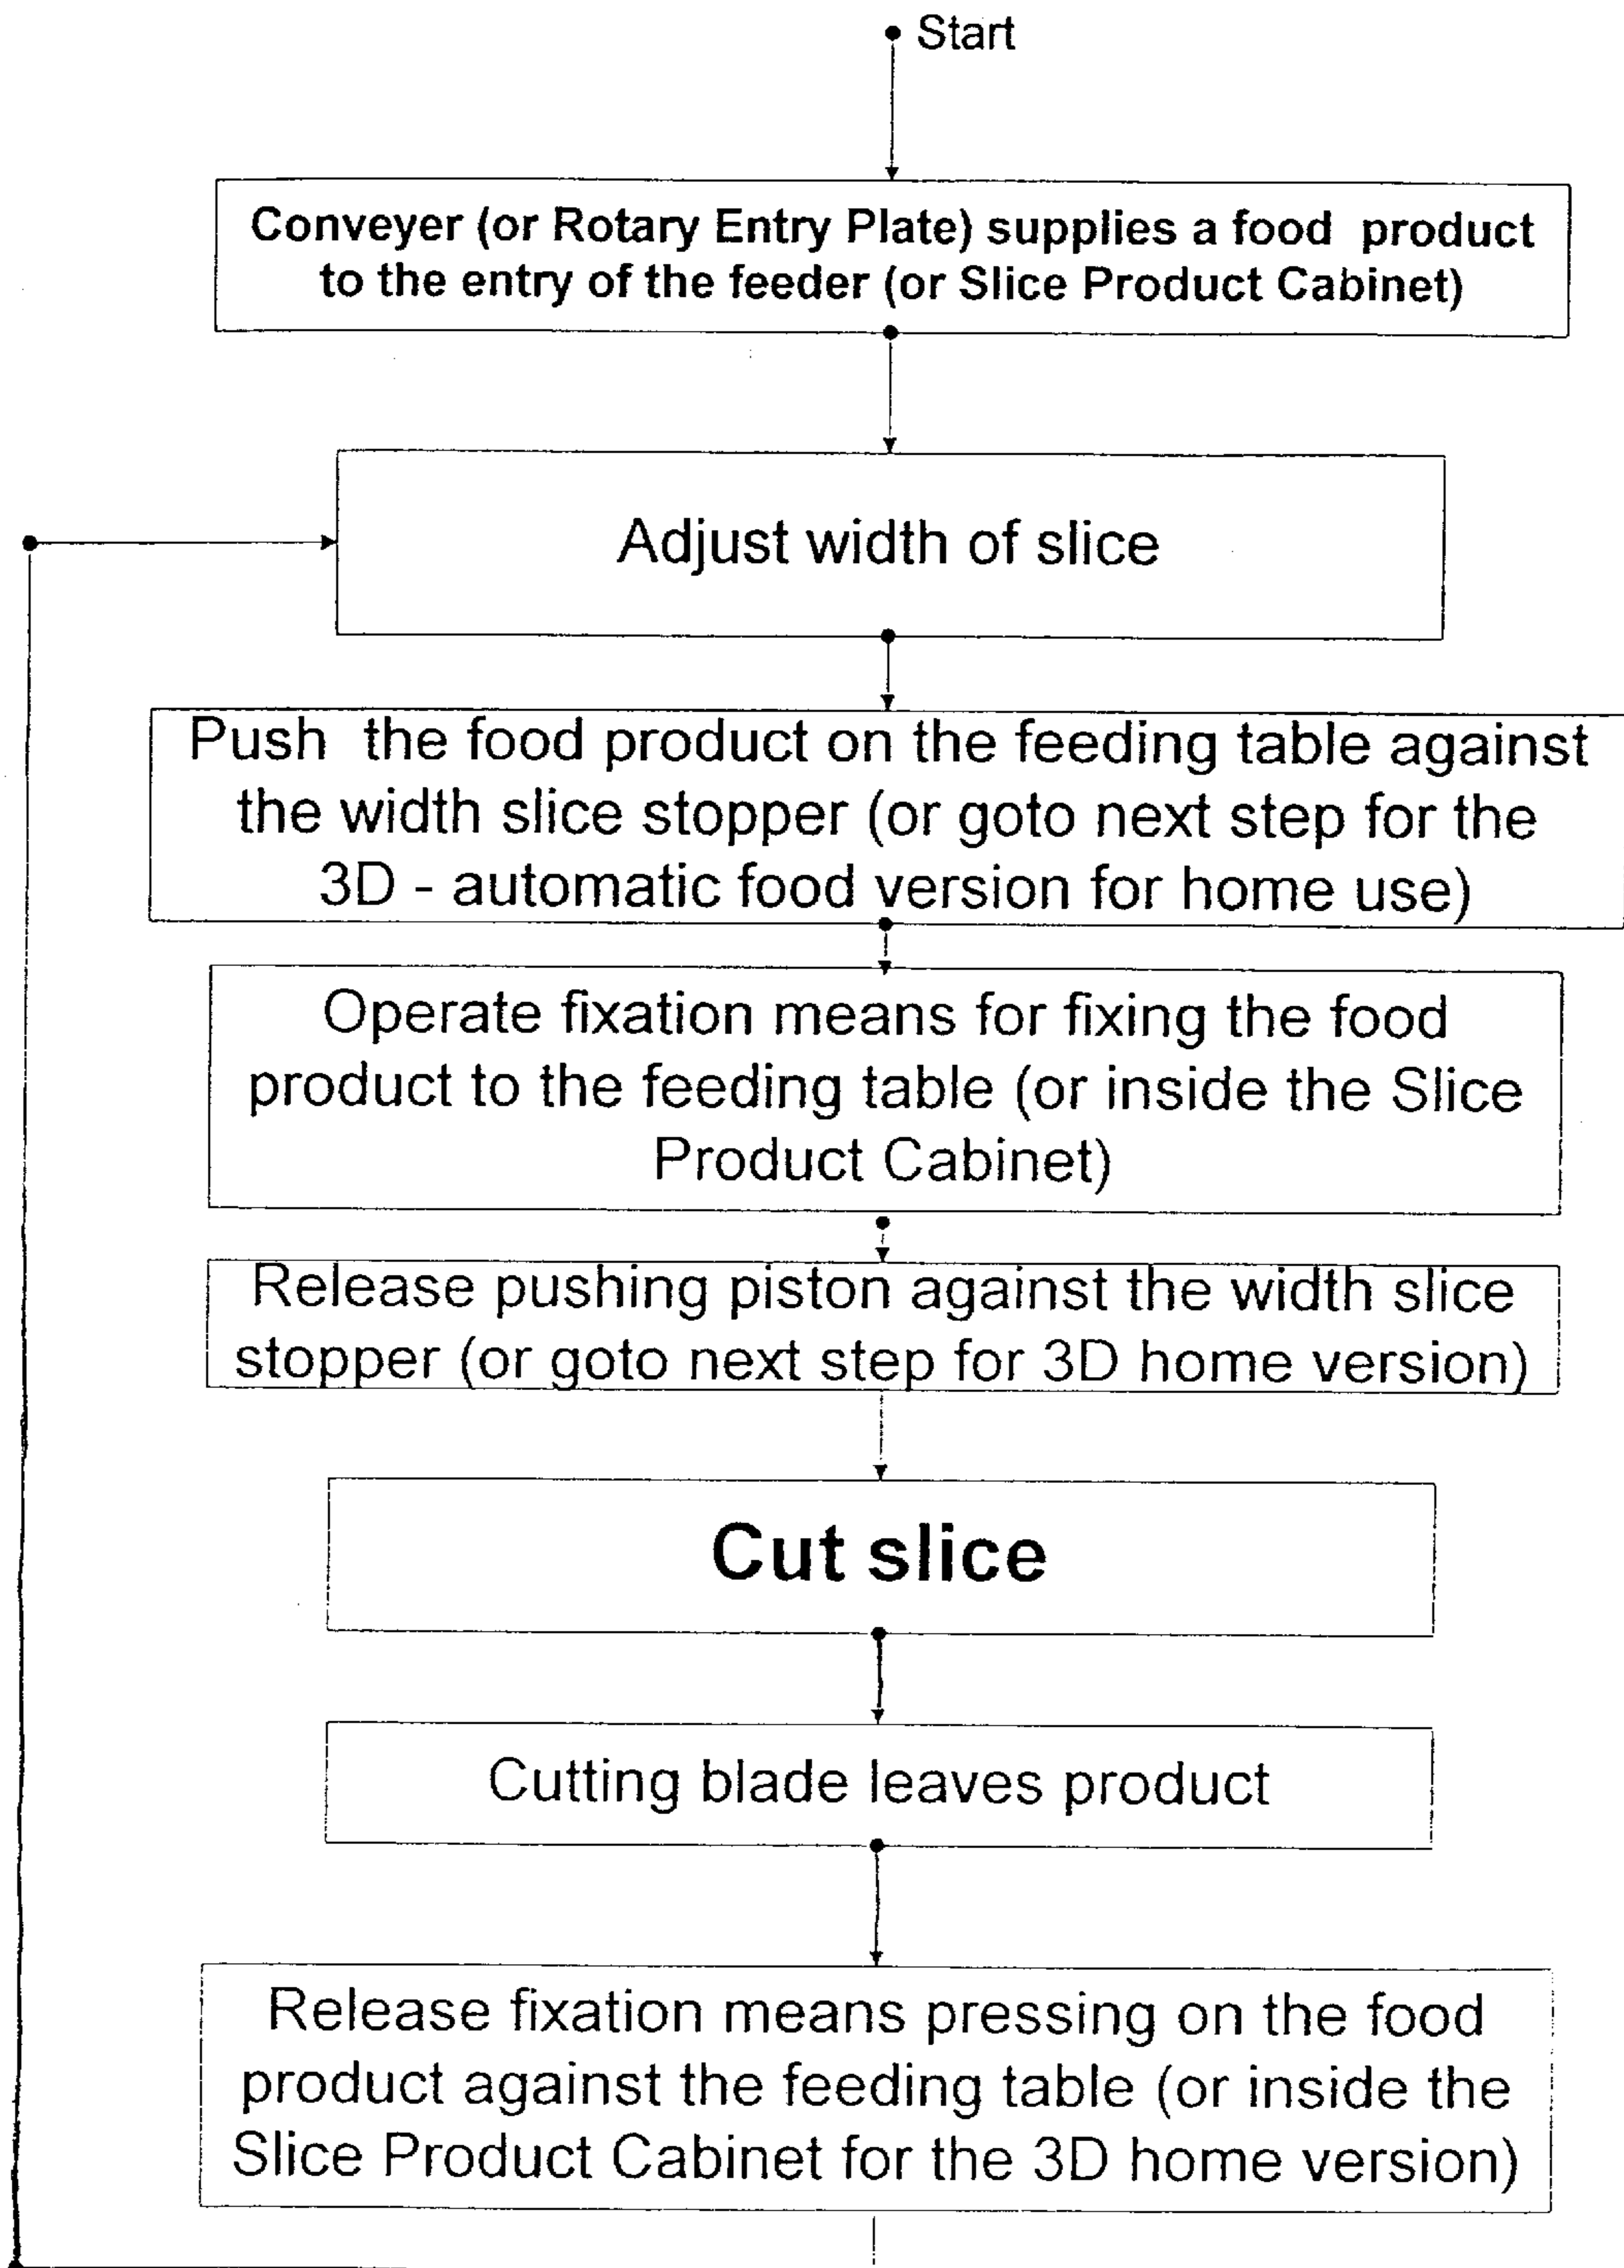 Start
Conveyer (or Rotary Entry Plate) supplies a food product
to the entry of the feeder (or Slice Product Cabinet)
Adjust width of slice
Push the food product on the feeding table against
the width slice stopper (or goto next step for the
3D - automatic food version for home use)
Operate fixation means for fixing the food
product to the feeding table (or inside the Slice
Product Cabinet)
Release pushing piston against the width slice
stopper (or goto next step for 3D home version)
Cut slice
Cutting blade leaves product
Release fixation means pressing on the food
product against the feeding table (or inside the
Slice Product Cabinet for the 3D home version)